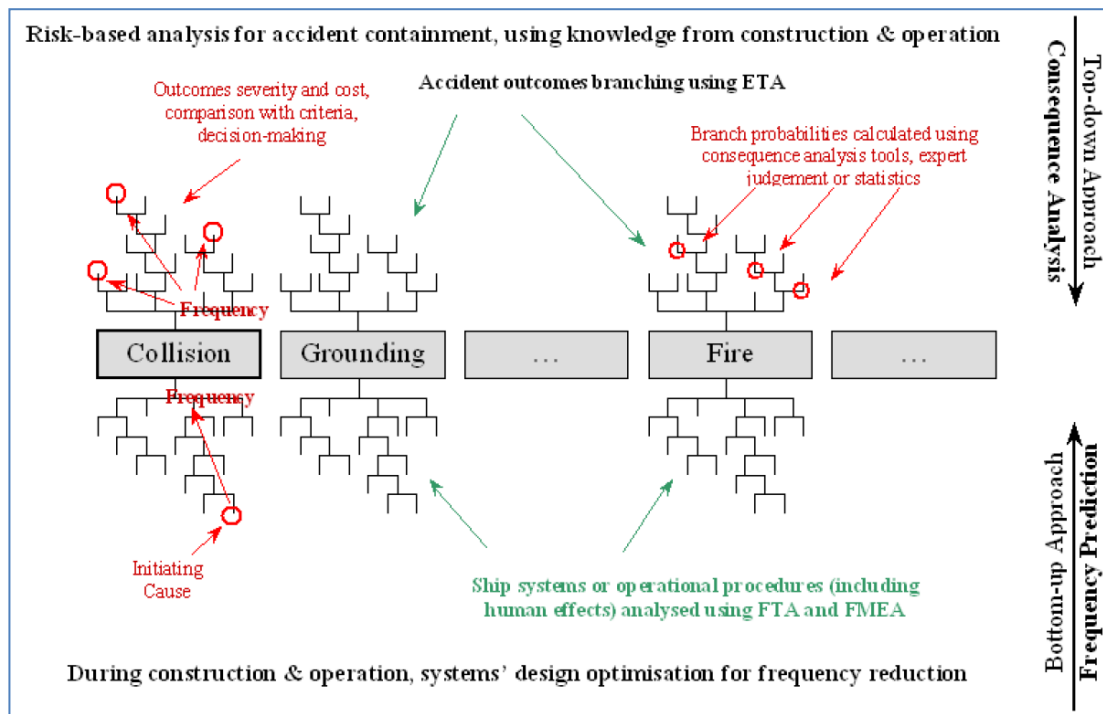 Risk-based analysis for accident containment, using knowledge from construction & operation
Outcomes severity and cost,
comparison with criteria,
decision-making
Accident outcomes branching using ETA
Branch probabilities calculated using
consequence analysis tools, expert
judgement or statistics
Frequency
Collision
Grounding
...
Fire
...
Frequency
Initiating
Cause
Ship systems or operational procedures (including
human effects) analysed using FTA and FMEA
During construction & operation, systems’ design optimisation for frequency reduction
Top-down Approach
Consequence Analysis
Bottom-up Approach
Frequency Prediction